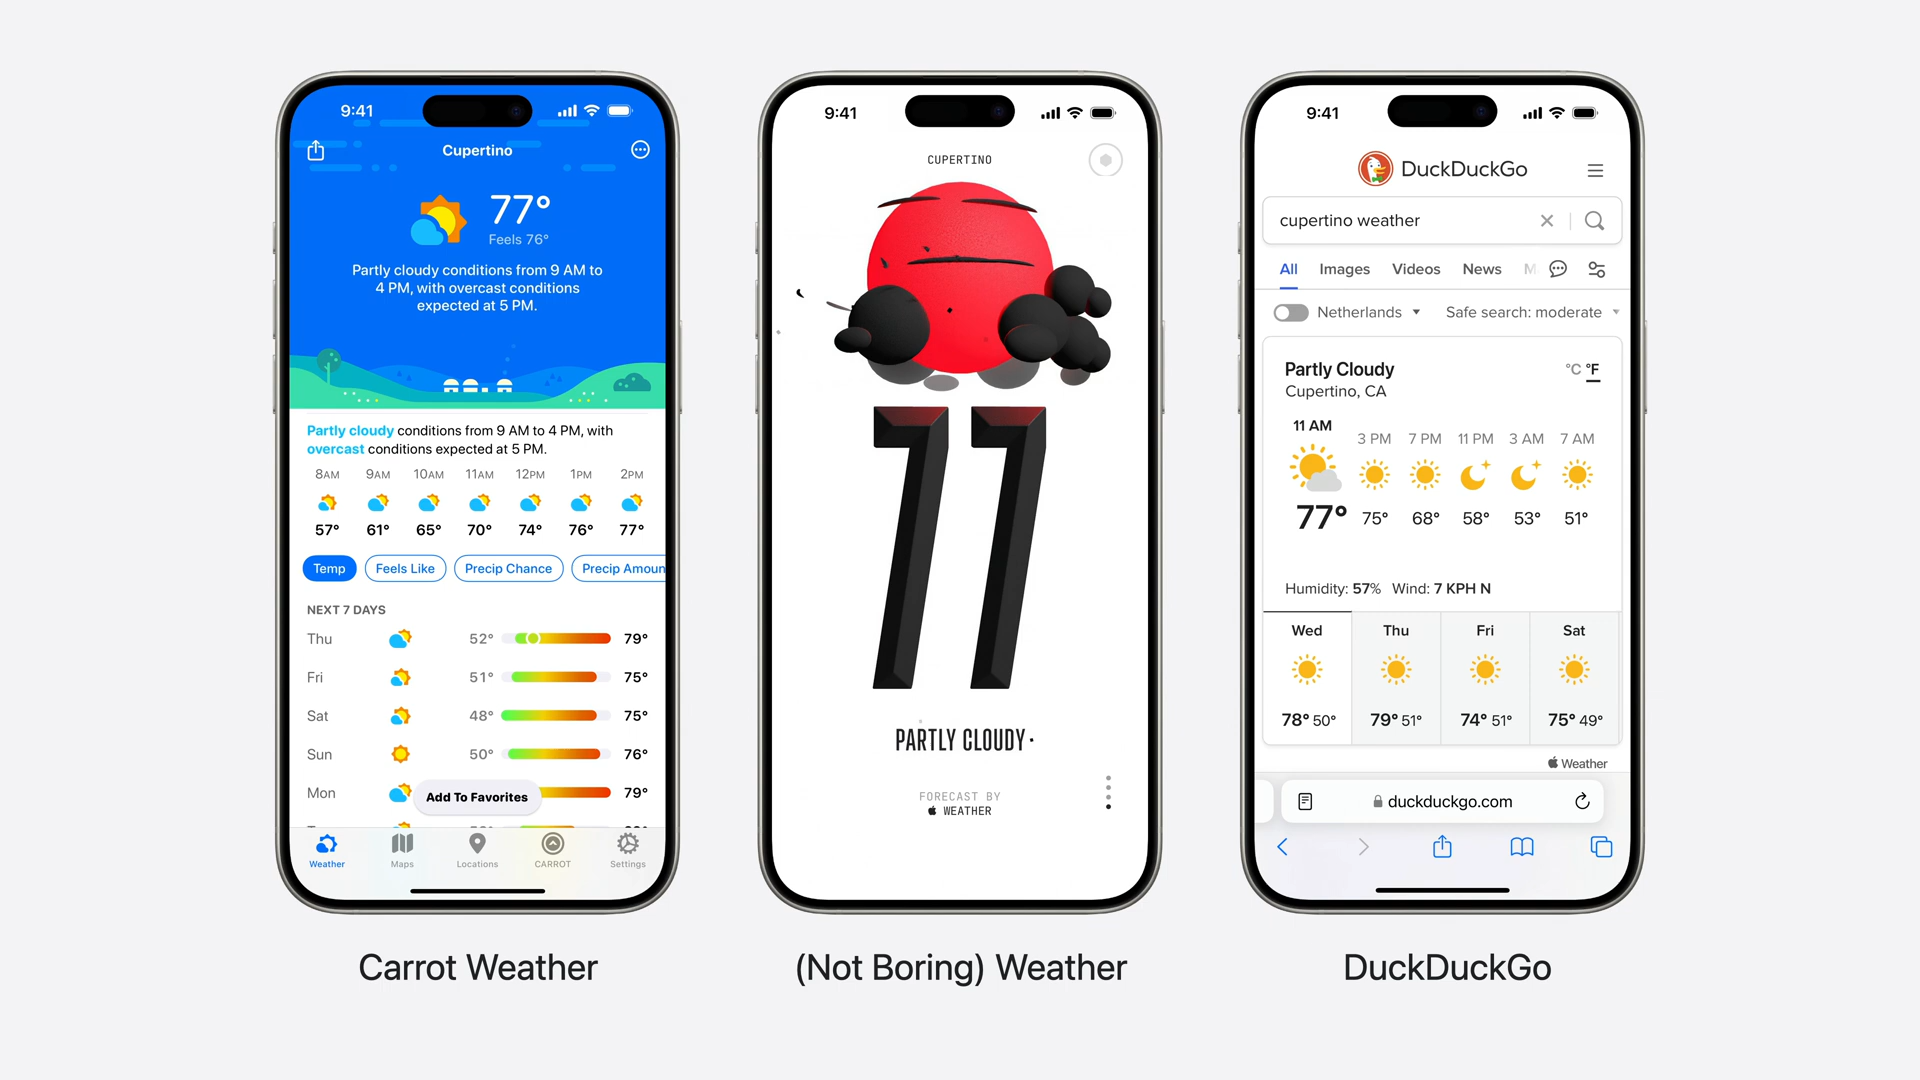 9:41
Cupertino
77°
Feels 76°
Partly cloudy conditions from 9 AM to
4 PM, with overcast conditions
expected at 5 PM.
Partly cloudy conditions from 9 AM to 4 PM, with
overcast conditions expected at 5 PM.
8AM 9AM 10AM 11AM 12PM 1PM 2PM
57° 61° 65° 70° 74° 76° 77°
Temp Feels Like Precip Chance Precip Amoun
NEXT 7 DAYS
Thu 52° 79°
Fri 51° 75°
Sat 48° 75°
Sun 50° 76°
Mon 79°
Add To Favorites
Weather Maps Locations CARROT Settings
Carrot Weather
9:41
CUPERTINO
77
PARTLY CLOUDY·
FORECAST BY
WEATHER
(Not Boring) Weather
9:41
DuckDuckGo
cupertino weather
All Images Videos News M
Netherlands Safe search: moderate
Partly Cloudy °C °F
Cupertino, CA
11 AM 3 PM 7 PM 11 PM 3 AM 7 AM
77° 75° 68° 58° 53° 51°
Humidity: 57% Wind: 7 KPH N
Wed Thu Fri Sat
78° 50° 79° 51° 74° 51° 75° 49°
Weather
duckduckgo.com
DuckDuckGo